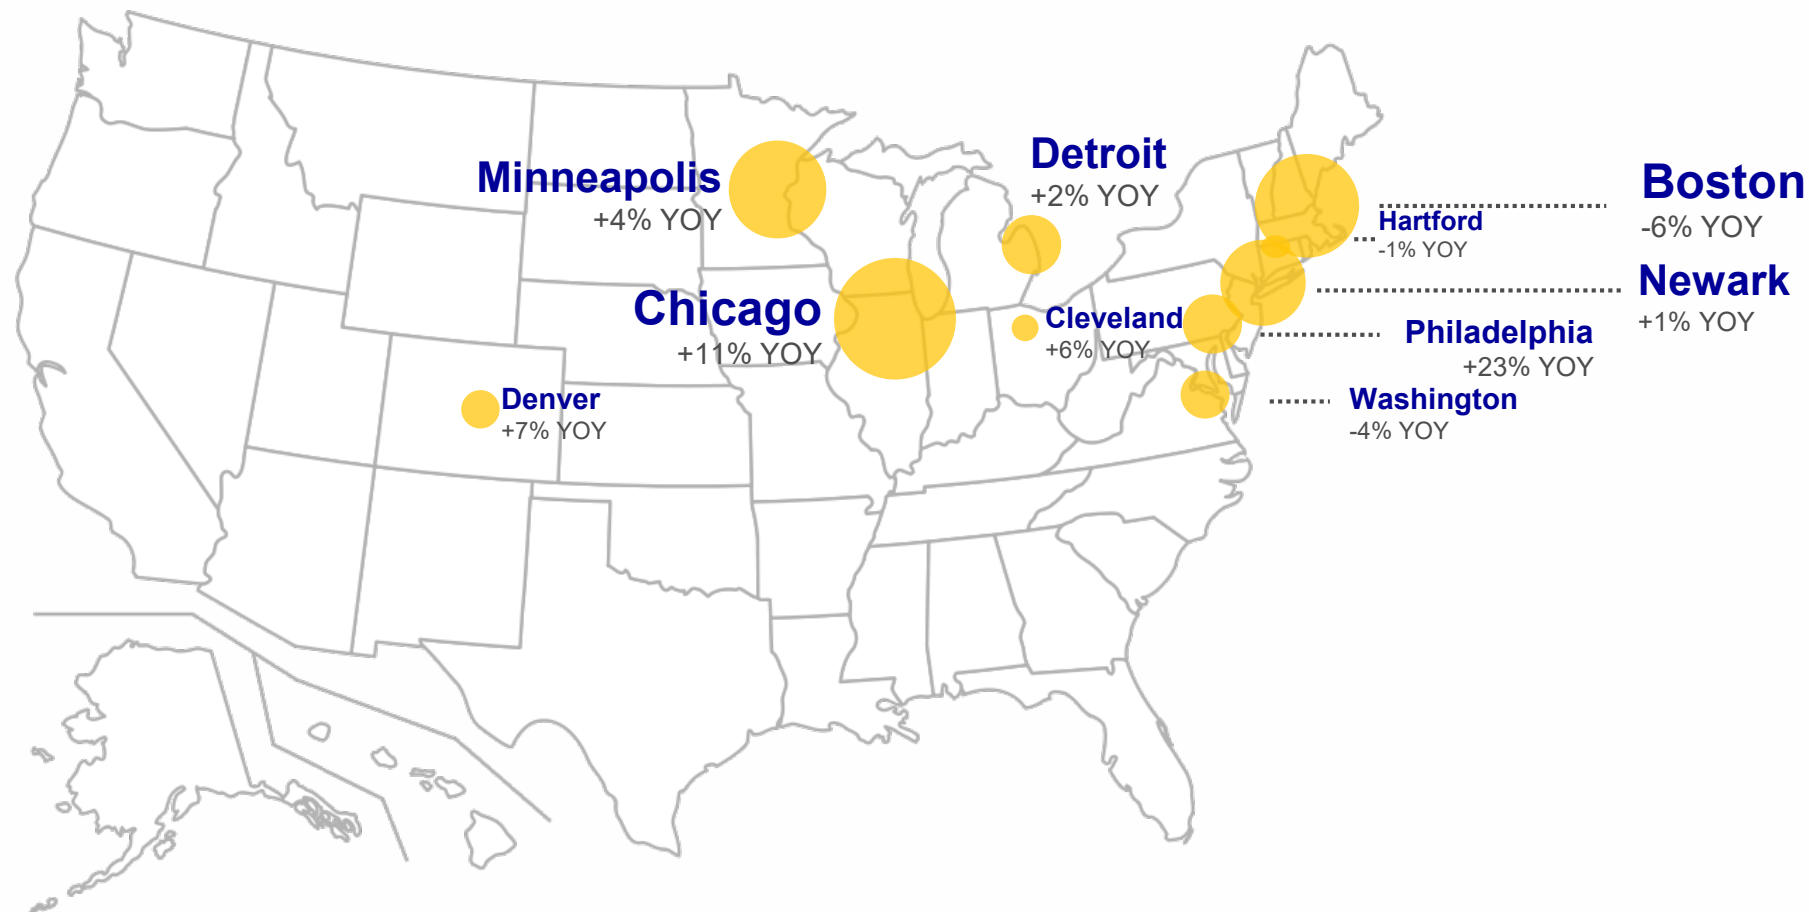 Minneapolis
+4% YOY
Detroit
+2% YOY
Boston
-6% YOY
Hartford
-1% YOY
Newark
+1% YOY
Chicago
+11% YOY
Cleveland
+6% YOY
Philadelphia
+23% YOY
Denver
+7% YOY
Washington
-4% YOY